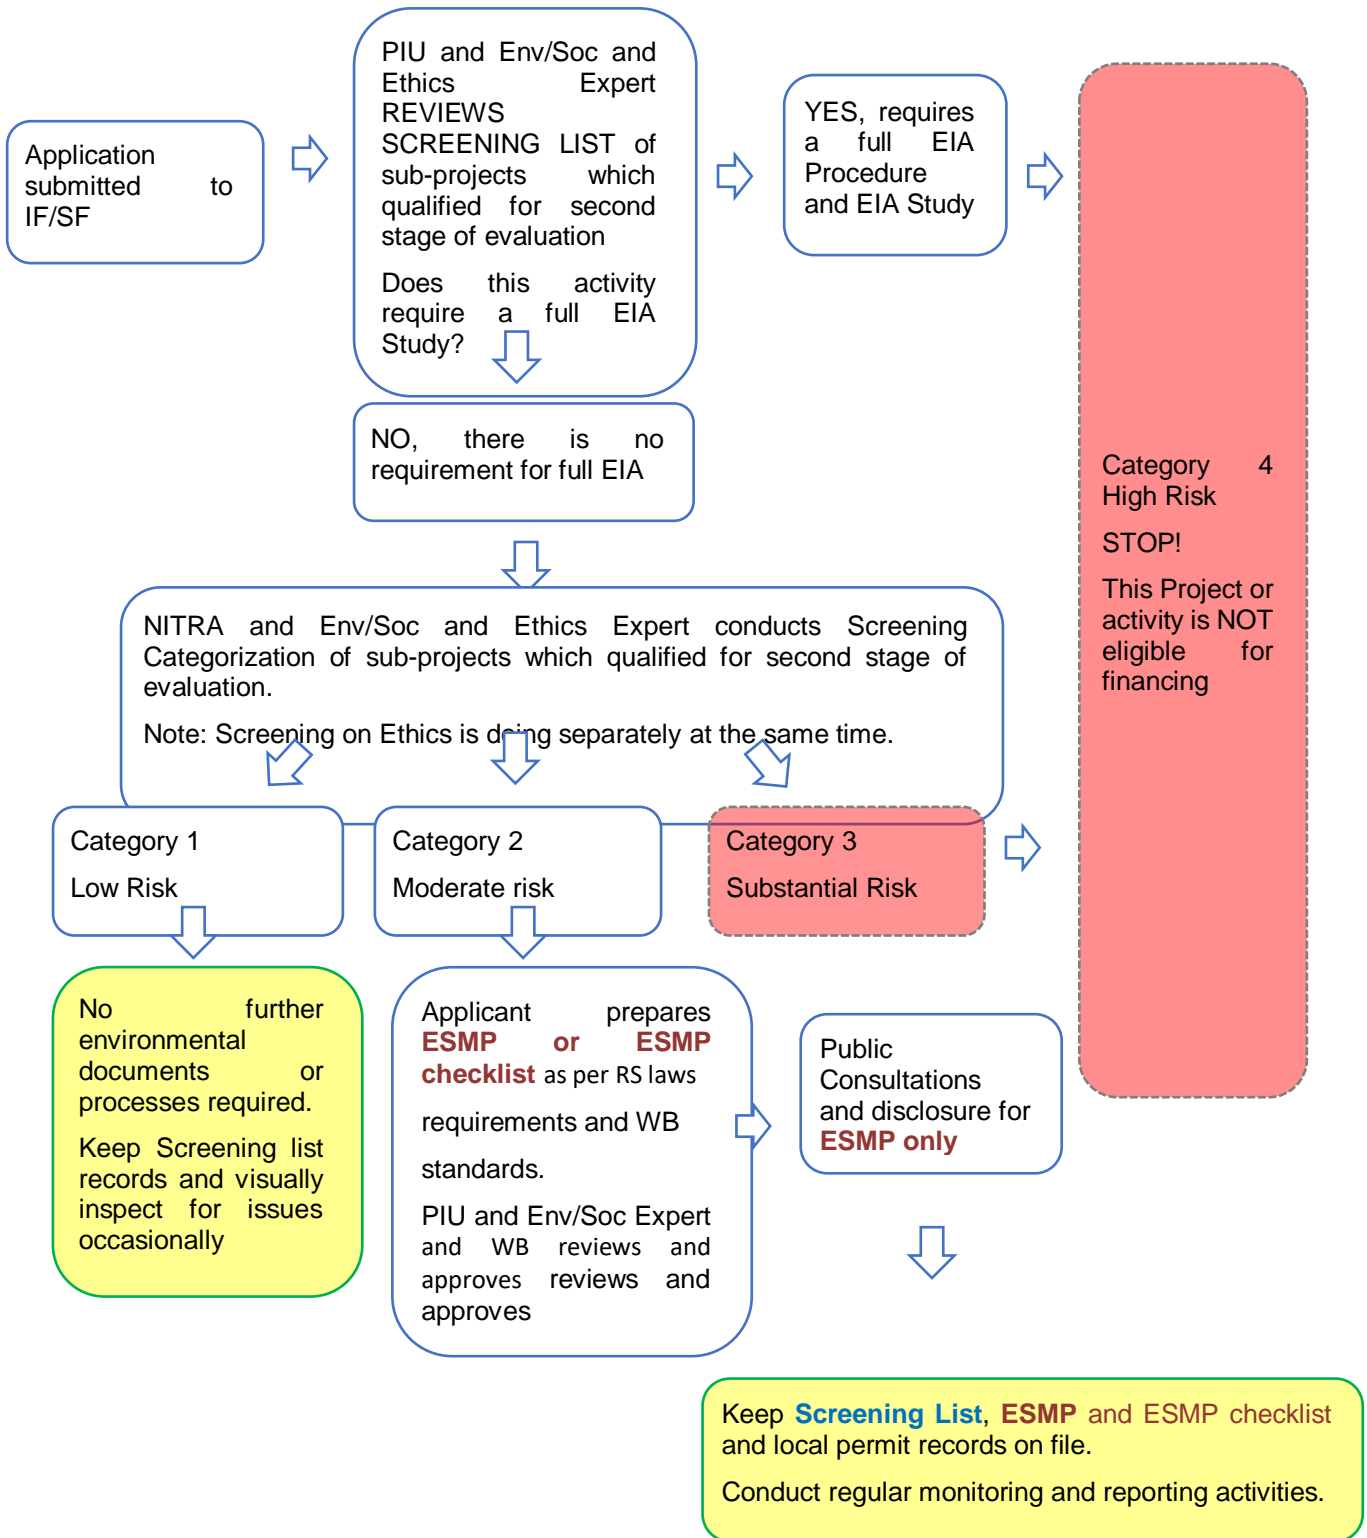 Application
submitted to
IF/SF
PIU and Env/Soc and
Ethics Expert
REVIEWS
SCREENING LIST of
sub-projects which
qualified for second
stage of evaluation
Does this activity
require a full EIA
Study?
YES, requires
a full EIA
Procedure
and EIA Study
Category 4
High Risk
STOP!
This Project or
activity is NOT
eligible for
financing
NO, there is no
requirement for full EIA
NITRA and Env/Soc and Ethics Expert conducts Screening
Categorization of sub-projects which qualified for second stage of
evaluation.
Note: Screening on Ethics is doing separately at the same time.
Category 1
Low Risk
Category 2
Moderate risk
Category 3
Substantial Risk
No further
environmental
documents or
processes required.
Keep Screening list
records and visually
inspect for issues
occasionally
Applicant prepares
ESMP or ESMP
checklist as per RS laws
requirements and WB
standards.
PIU and Env/Soc Expert
and WB reviews and
approves reviews and
approves
Public
Consultations
and disclosure for
ESMP only
Keep Screening List, ESMP and ESMP checklist
and local permit records on file.
Conduct regular monitoring and reporting activities.